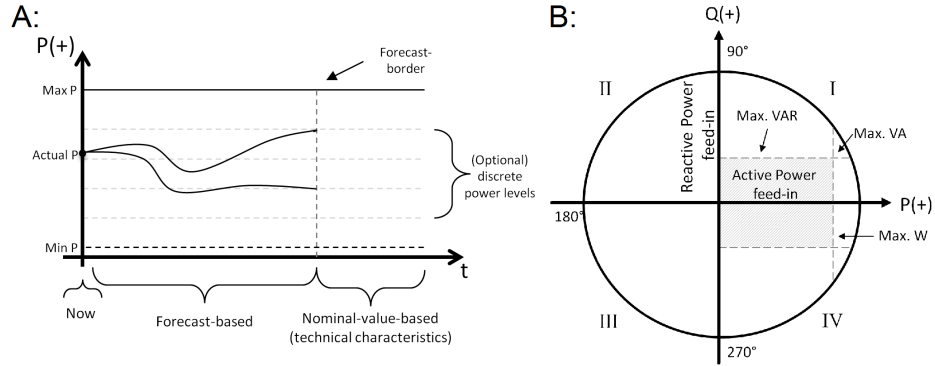 A:
P(+)
Forecast-
border
Max P
Actual P
(Optional)
discrete
power levels
Min P
t
Now
Forecast-based
Nominal-value-based
(technical characteristics)
B:
Q(+)
90°
II
I
Reactive Power
feed-in
Max. VAR
Max. VA
Active Power
feed-in
180°
P(+)
Max. W
III
IV
270°